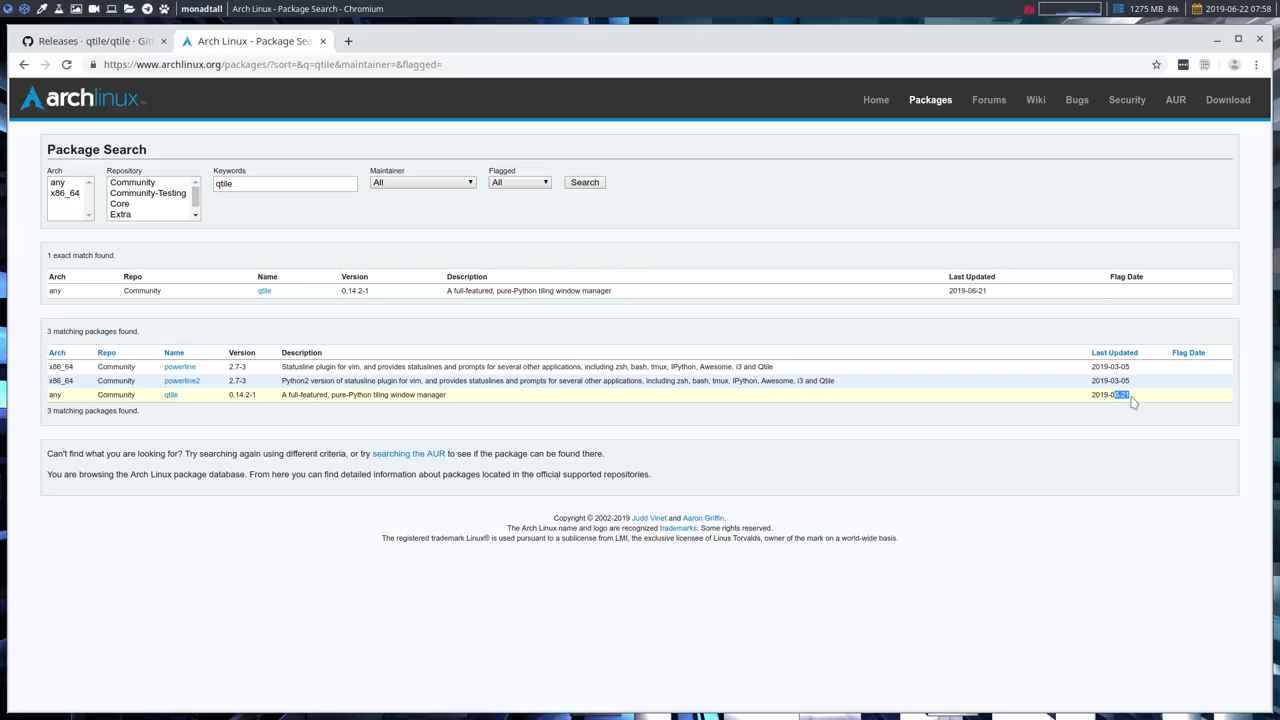 monadtall Arch Linux - Package Search - Chromium 1275 MB 8% 2019-06-22 07:58
Releases · qtile/qtile · Git Arch Linux - Package Sea
https://www.archlinux.org/packages/?sort=&q=qtile&maintainer=&flagged=
archlinux Home Packages Forums Wiki Bugs Security AUR Download
Package Search
Arch Repository Keywords Maintainer Flagged
any Community qtile All All Search
x86_64 Community-Testing
Core
Extra
1 exact match found.
Arch Repo Name Version Description Last Updated Flag Date
any Community qtile 0.14.2-1 A full-featured, pure-Python tiling window manager 2019-06-21
3 matching packages found.
Arch Repo Name Version Description Last Updated Flag Date
x86_64 Community powerline 2.7-3 Statusline plugin for vim, and provides statuslines and prompts for several other applications, including zsh, bash, tmux, IPython, Awesome, i3 and Qtile 2019-03-05
x86_64 Community powerline2 2.7-3 Python2 version of statusline plugin for vim, and provides statuslines and prompts for several other applications, including zsh, bash, tmux, IPython, Awesome, i3 and Qtile 2019-03-05
any Community qtile 0.14.2-1 A full-featured, pure-Python tiling window manager 2019-06-21
3 matching packages found.
Can't find what you are looking for? Try searching again using different criteria, or try searching the AUR to see if the package can be found there.
You are browsing the Arch Linux package database. From here you can find detailed information about packages located in the official supported repositories.
Copyright © 2002-2019 Judd Vinet and Aaron Griffin.
The Arch Linux name and logo are recognized trademarks. Some rights reserved.
The registered trademark Linux® is used pursuant to a sublicense from LMI, the exclusive licensee of Linus Torvalds, owner of the mark on a world-wide basis.